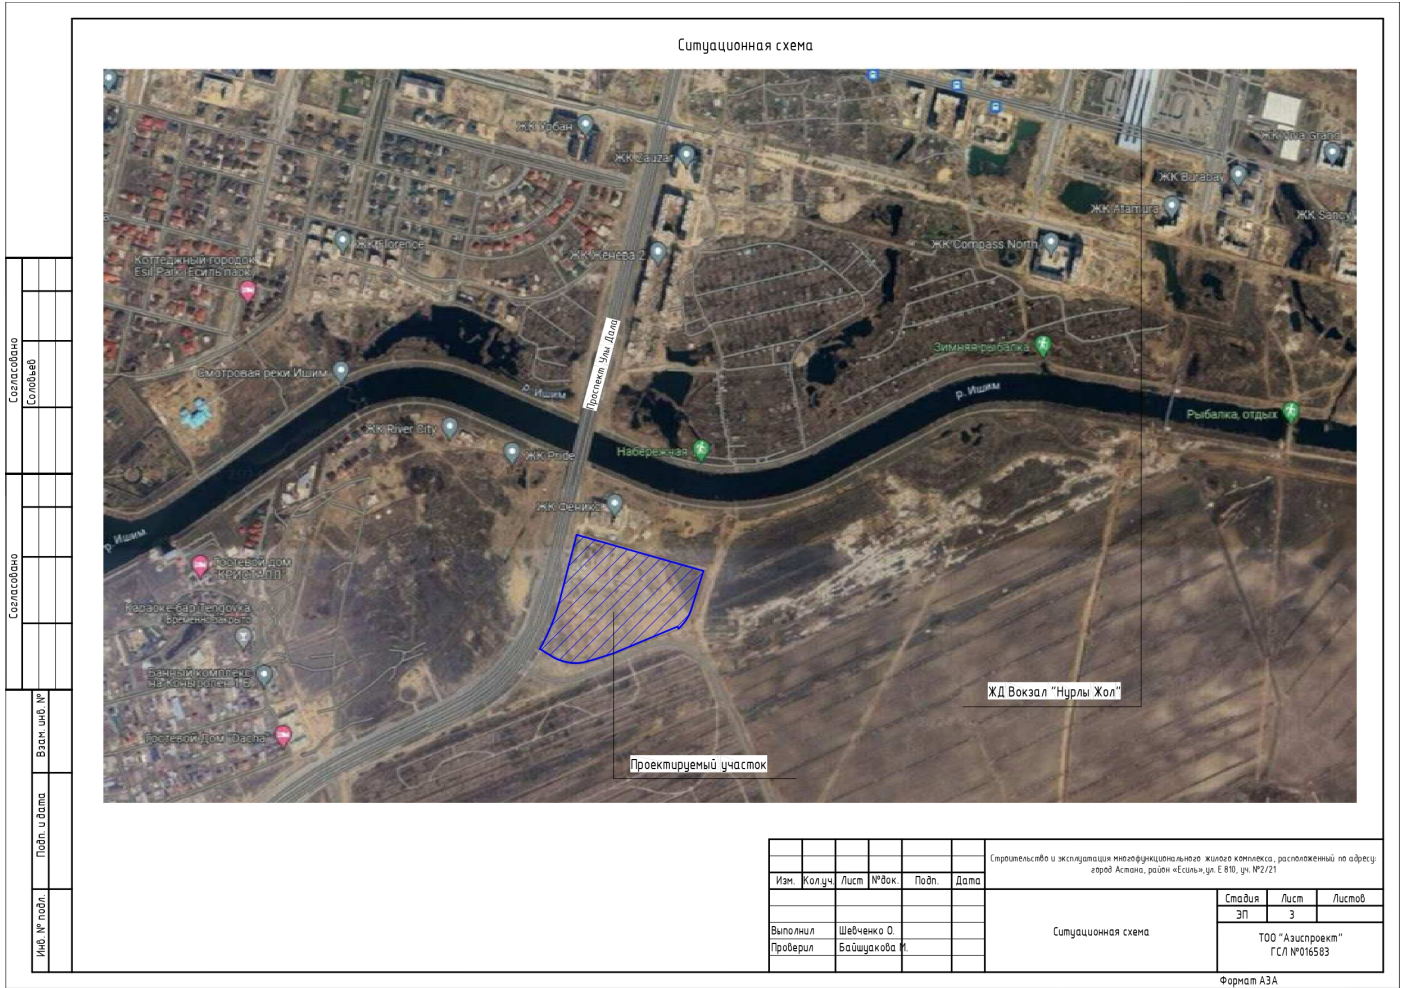 Ситуационная схема
ЖК Урбан
ЖК Zauzar
ЖК Viva Grand
ЖК Burabay
ЖК Atamura
ЖК Sancy
ЖК Florence
ЖК Женева 2
ЖК Compass North
Коттеджный городок
Esil Park (Есиль парк)
Проспект Улы Дала
Зимняя рыбалка
Смотровая реки Ишим
р. Ишим
р. Ишим
Рыбалка, отдых
ЖК River City
ЖК Pride
Набережная
ЖК Феникс
р. Ишим
Гостевой дом
"КРИСТАЛЛ"
Караоке-бар Tengovka
Временно закрыто
Банный комплекс
на Коныролен 1 Б
ЖД Вокзал "Нурлы Жол"
Гостевой Дом "Dacha"
Проектируемый участок
Согласовано
Соловьев
Согласовано
Взам. инв. №
Подп. и дата
Инв. № подл.
Строительство и эксплуатация многофункционального жилого комплекса, расположенный по адресу:
город Астана, район «Есиль»,ул. Е 810, уч. №2/21
Изм. Кол.уч. Лист №док. Подп. Дата
Стадия Лист Листов
ЭП 3
Выполнил Шевченко О.
Проверил Байшуакова М.
Ситуационная схема
ТОО "Азиспроект"
ГСЛ №016583
Формат А3А